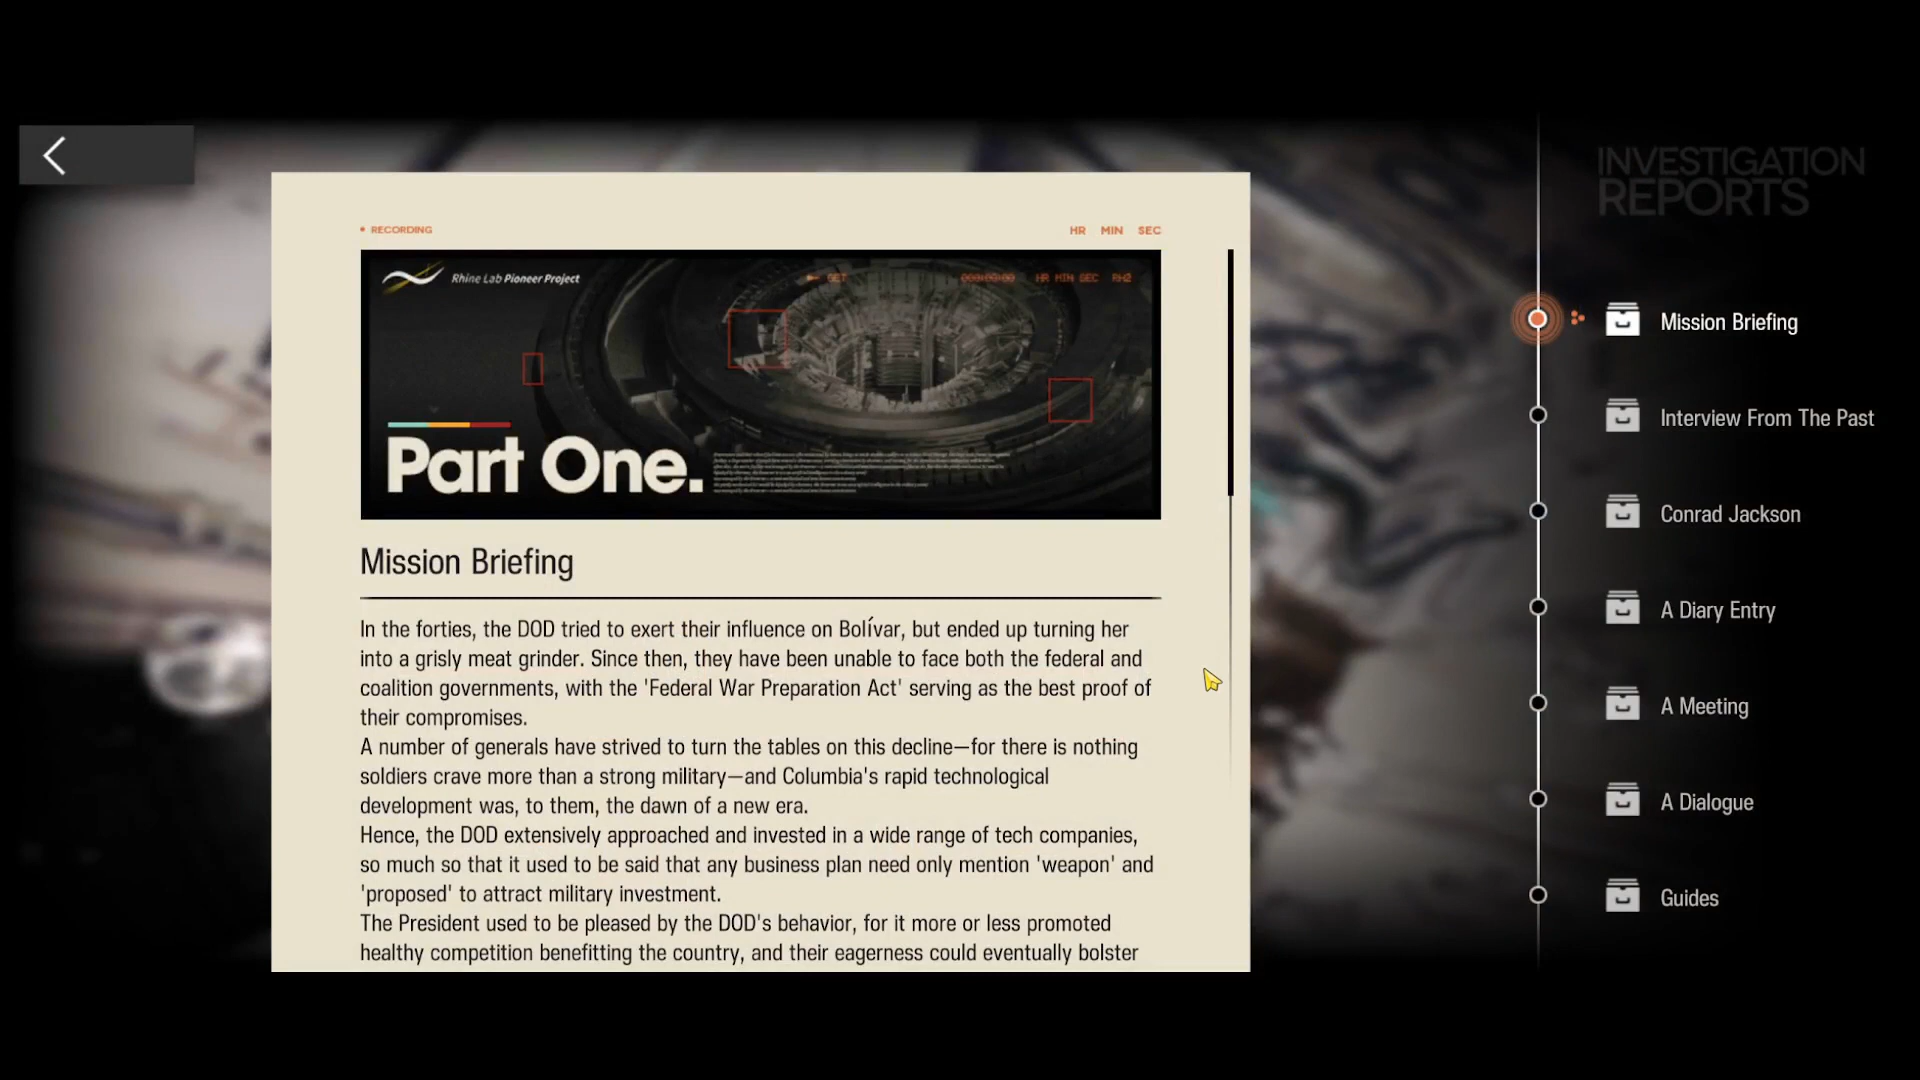 INVESTIGATION
REPORTS
RECORDING
HR MIN SEC
Rhine Lab Pioneer Project
GET
000:00:00 HR MIN SEC RH2
Part One.
Mission Briefing
In the forties, the DOD tried to exert their influence on Bolívar, but ended up turning her
into a grisly meat grinder. Since then, they have been unable to face both the federal and
coalition governments, with the 'Federal War Preparation Act' serving as the best proof of
their compromises.
A number of generals have strived to turn the tables on this decline—for there is nothing
soldiers crave more than a strong military—and Columbia's rapid technological
development was, to them, the dawn of a new era.
Hence, the DOD extensively approached and invested in a wide range of tech companies,
so much so that it used to be said that any business plan need only mention 'weapon' and
'proposed' to attract military investment.
The President used to be pleased by the DOD's behavior, for it more or less promoted
healthy competition benefitting the country, and their eagerness could eventually bolster
Mission Briefing
Interview From The Past
Conrad Jackson
A Diary Entry
A Meeting
A Dialogue
Guides